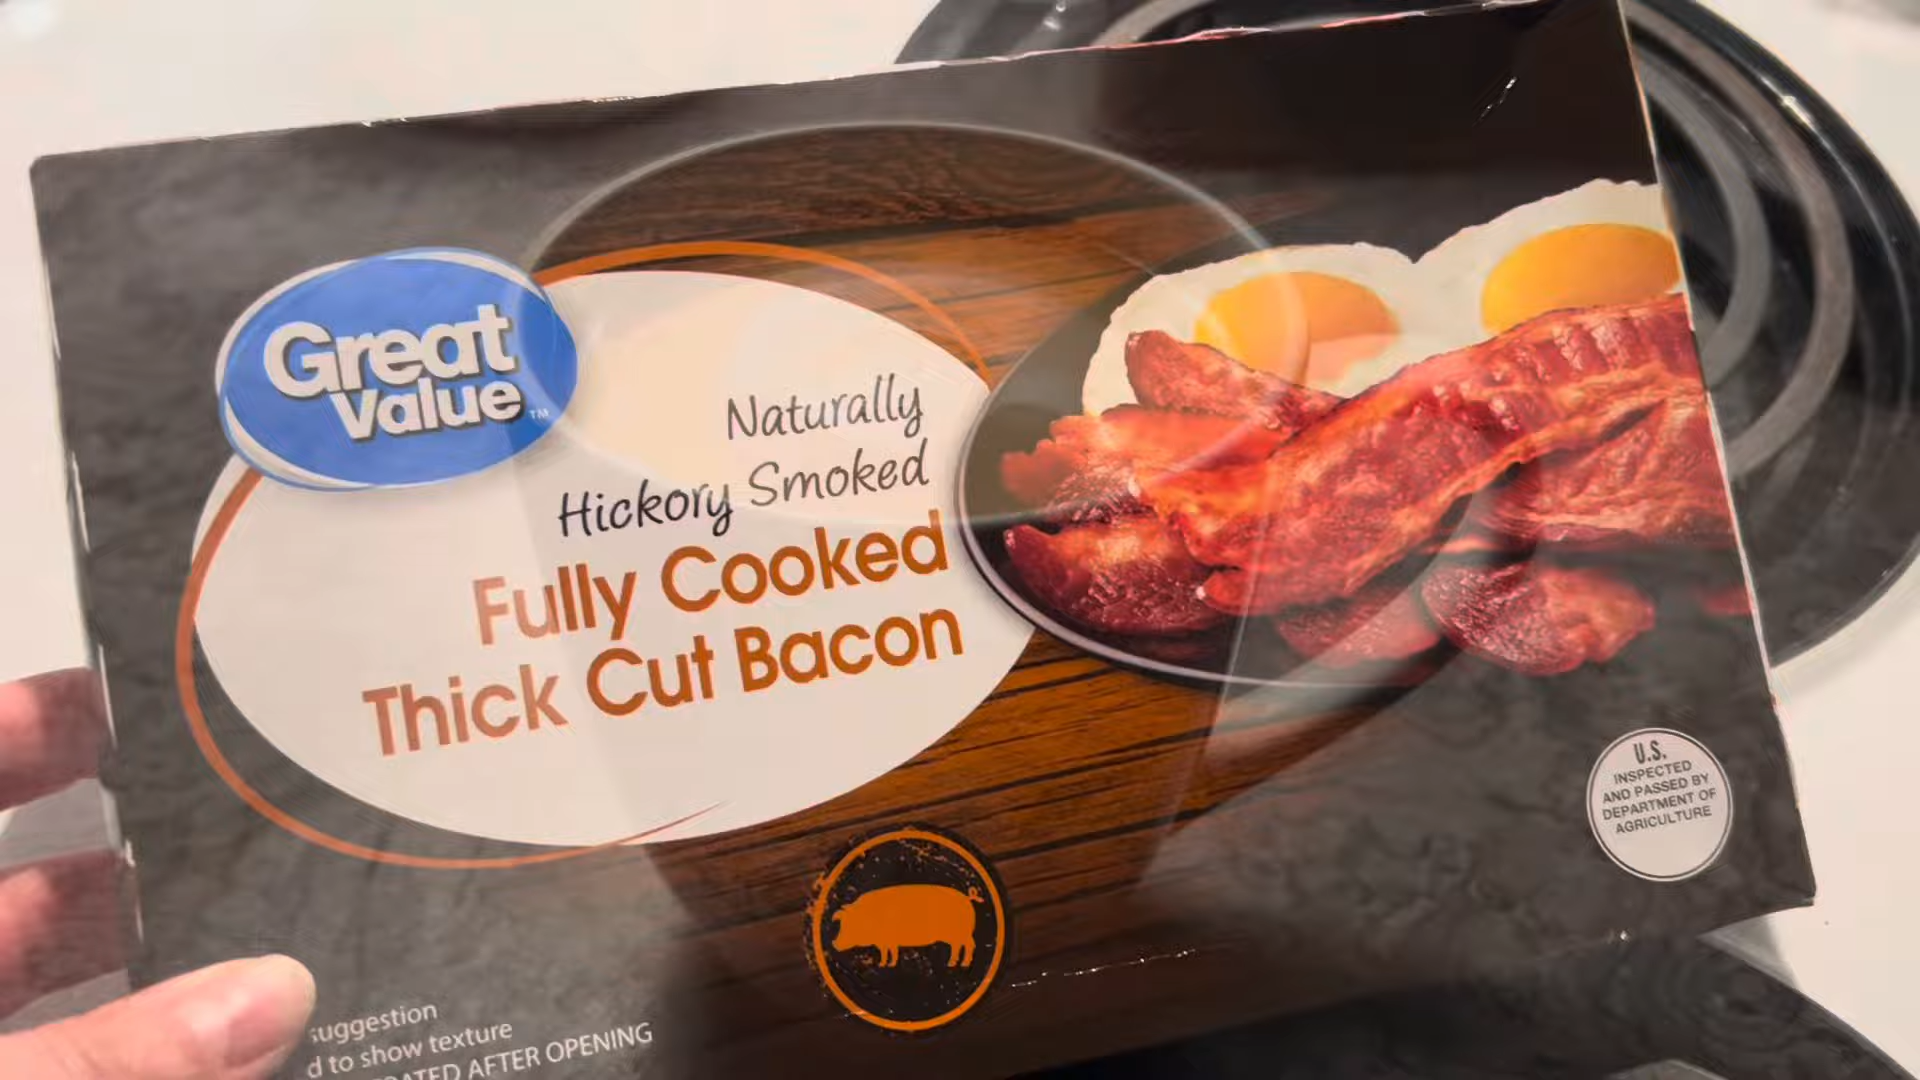 Great
Value™
Naturally
Hickory Smoked
Fully Cooked
Thick Cut Bacon
U.S.
INSPECTED
AND PASSED BY
DEPARTMENT OF
AGRICULTURE
suggestion
to show texture
AFTER OPENING